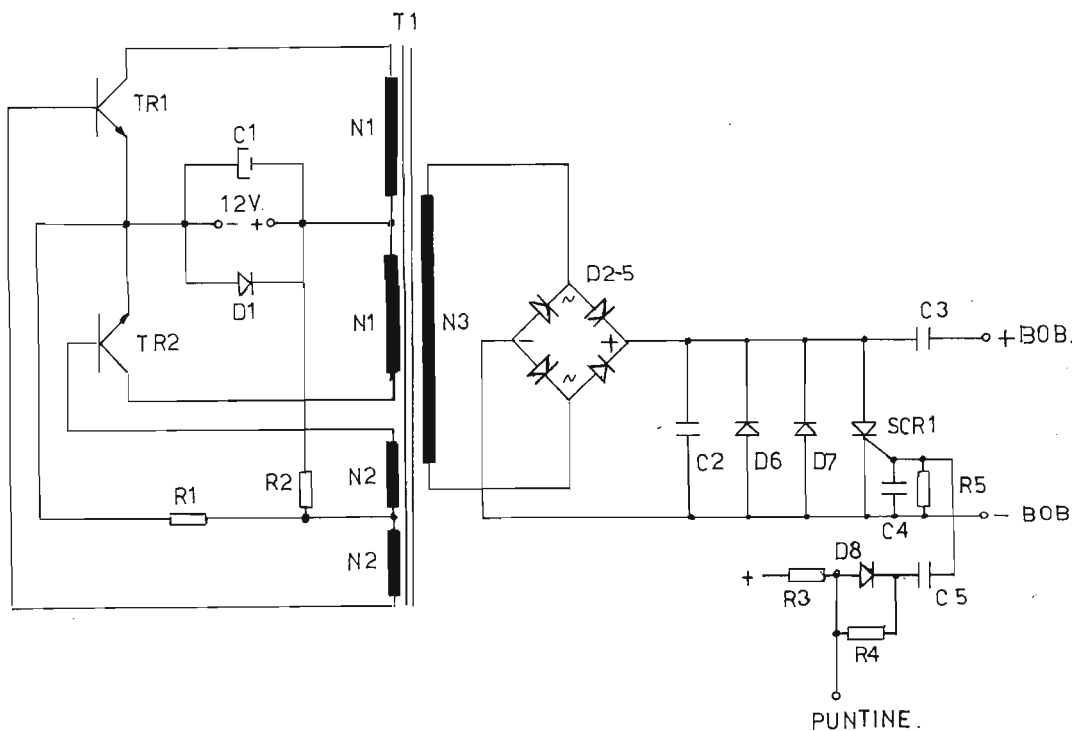 T1
TR1
C1
N1
12V.
- +
D1
N1
TR2
N3
D2-5
~
- +
~
C3
+ BOB.
C2
D6
D7
SCR1
R2
N2
R1
N2
C4
R5
- BOB
D8
+
R3
C5
R4
PUNTINE.